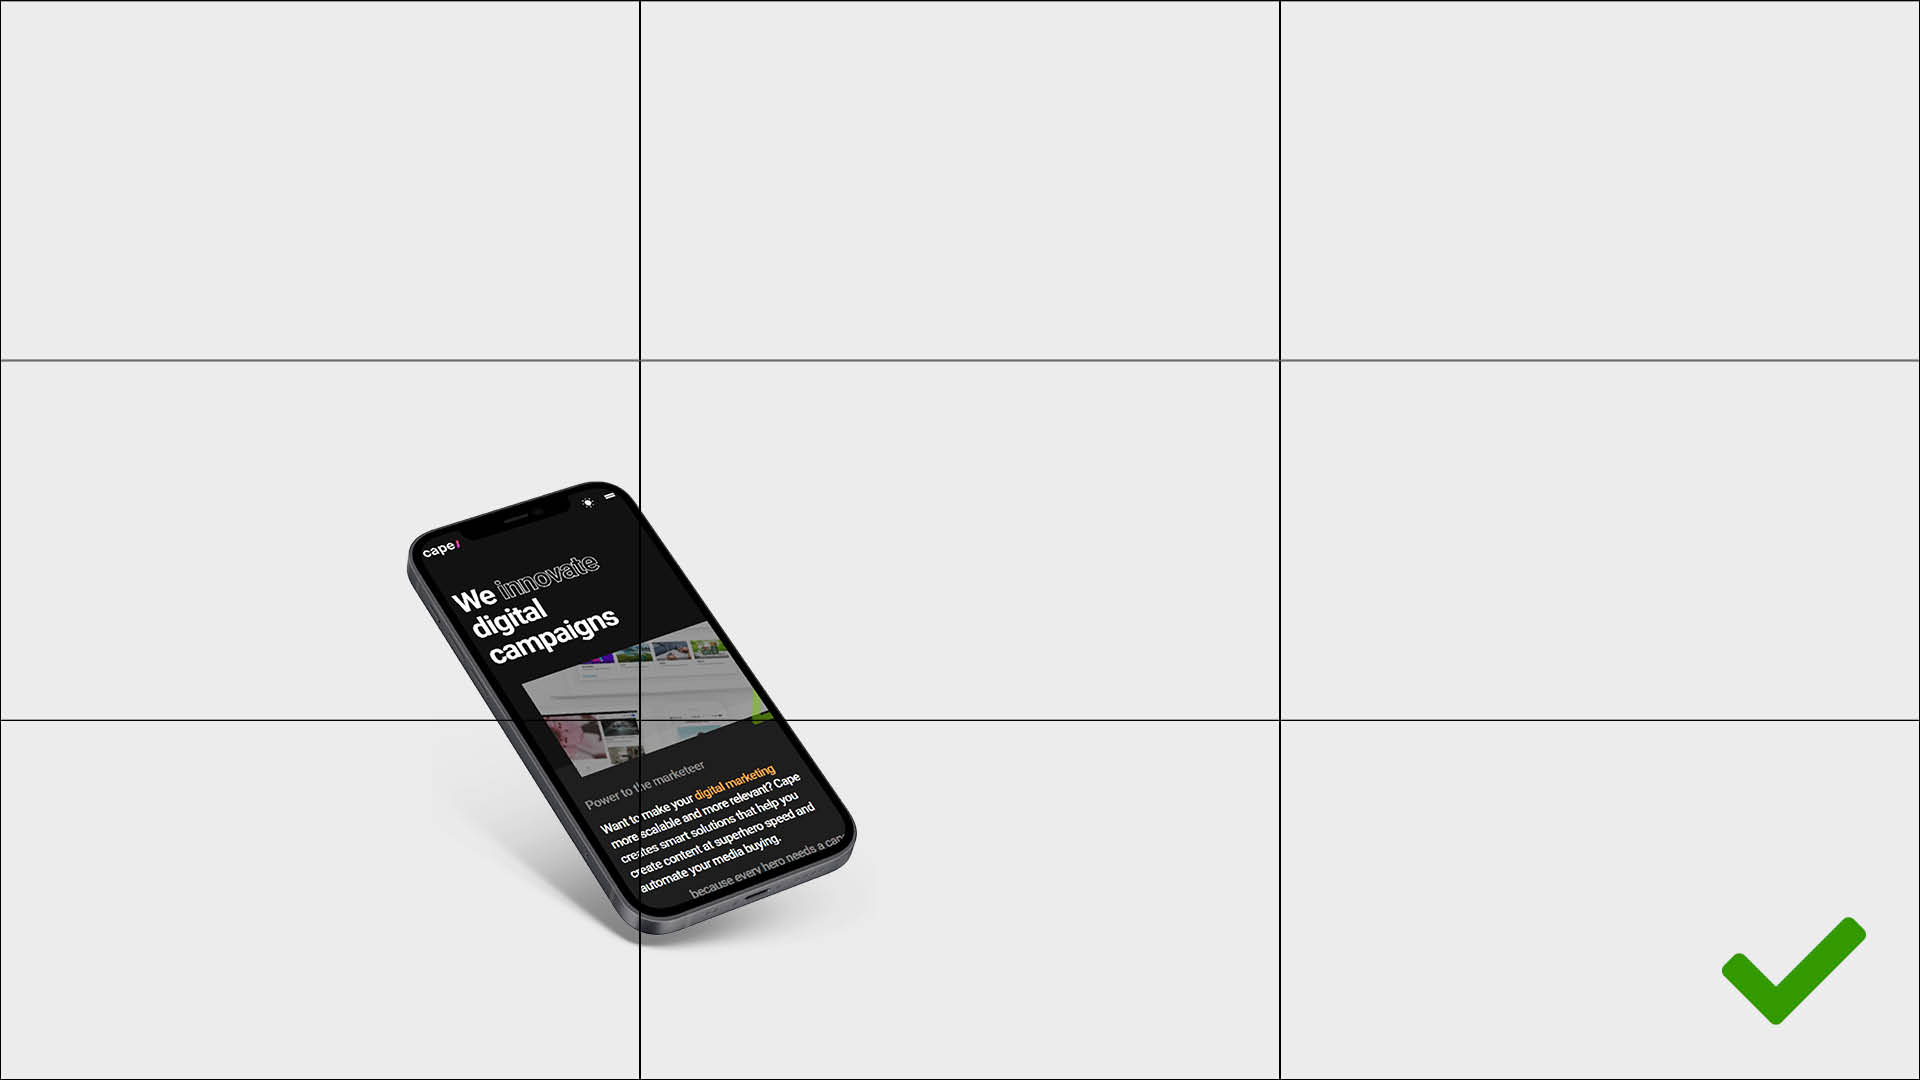 cape
We innovate
digital
campaigns
Power to the marketeer
Want to make your digital marketing
more scalable and more relevant? Cape
creates smart solutions that help you
create content at superhero speed and
automate your media buying.
because every hero needs a